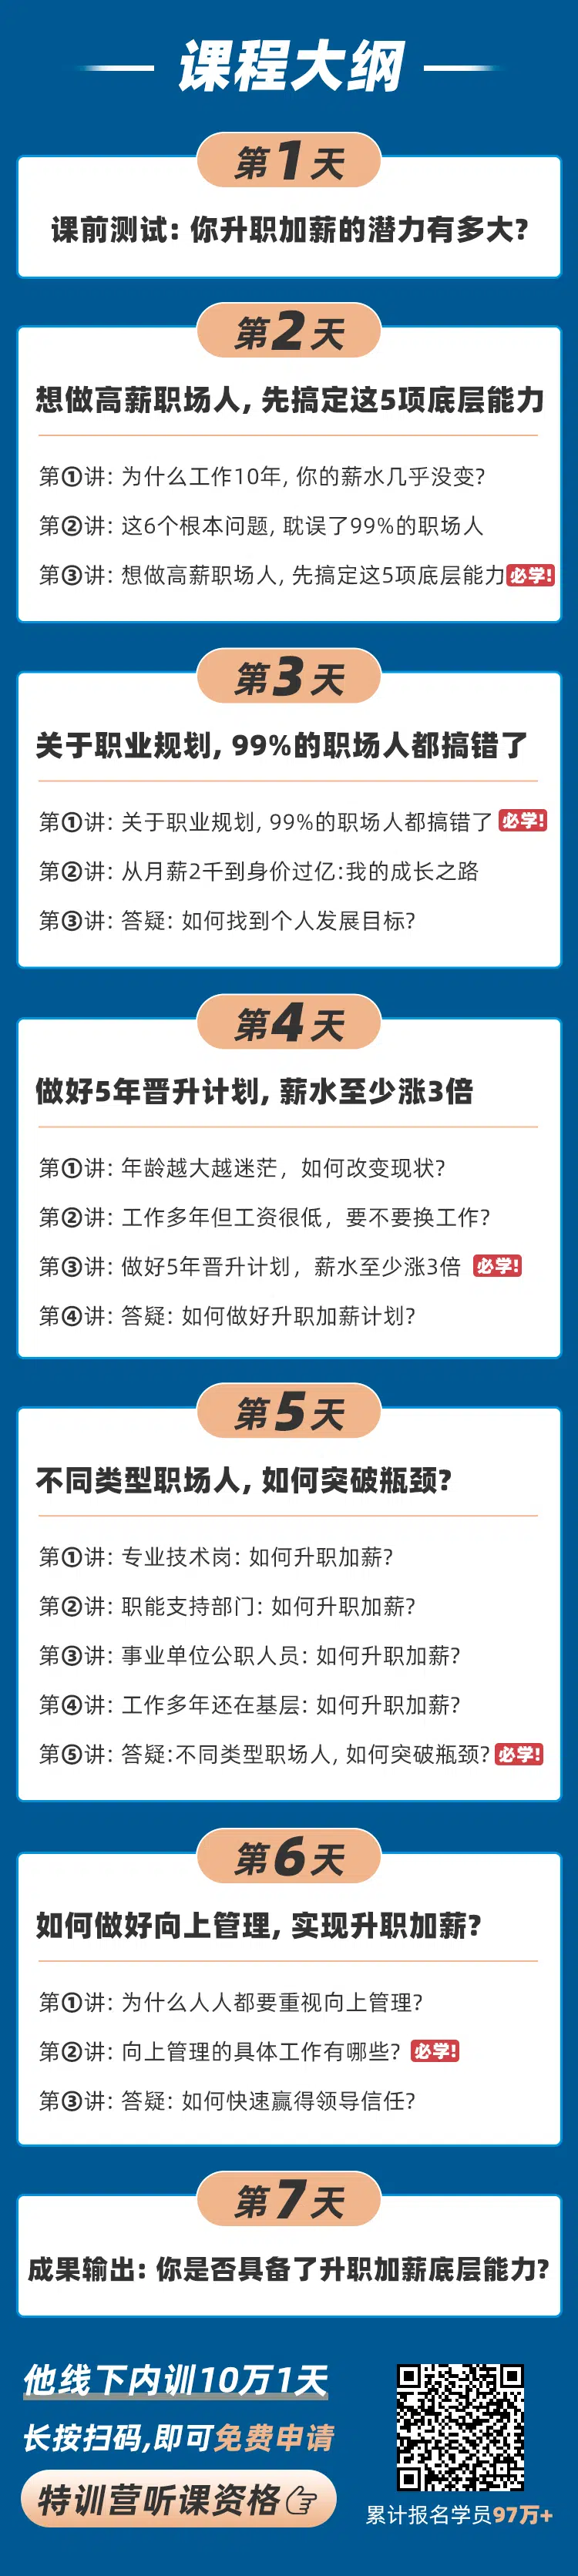 课程大纲
第1天
课前测试: 你升职加薪的潜力有多大?
第2天
想做高薪职场人, 先搞定这5项底层能力
第①讲: 为什么工作10年, 你的薪水几乎没变?
第②讲: 这6个根本问题, 耽误了99%的职场人
第③讲: 想做高薪职场人, 先搞定这5项底层能力 必学!
第3天
关于职业规划, 99%的职场人都搞错了
第①讲: 关于职业规划, 99%的职场人都搞错了 必学!
第②讲: 从月薪2千到身价过亿:我的成长之路
第③讲: 答疑: 如何找到个人发展目标?
第4天
做好5年晋升计划, 薪水至少涨3倍
第①讲: 年龄越大越迷茫，如何改变现状?
第②讲: 工作多年但工资很低，要不要换工作?
第③讲: 做好5年晋升计划，薪水至少涨3倍 必学!
第④讲: 答疑: 如何做好升职加薪计划?
第5天
不同类型职场人, 如何突破瓶颈?
第①讲: 专业技术岗: 如何升职加薪?
第②讲: 职能支持部门: 如何升职加薪?
第③讲: 事业单位公职人员: 如何升职加薪?
第④讲: 工作多年还在基层: 如何升职加薪?
第⑤讲: 答疑:不同类型职场人, 如何突破瓶颈? 必学!
第6天
如何做好向上管理, 实现升职加薪?
第①讲: 为什么人人都要重视向上管理?
第②讲: 向上管理的具体工作有哪些? 必学!
第③讲: 答疑: 如何快速赢得领导信任?
第7天
成果输出: 你是否具备了升职加薪底层能力?
他线下内训10万1天
长按扫码,即可免费申请
特训营听课资格
累计报名学员97万+